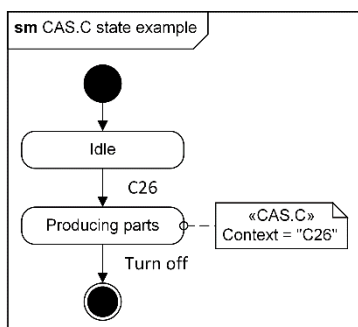 sm CAS.C state example
Idle
C26
Producing parts
«CAS.C»
Context = "C26"
Turn off